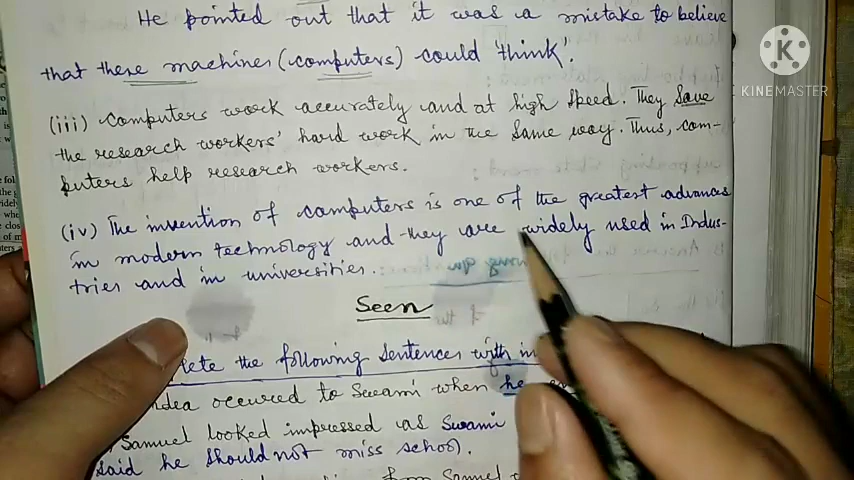 He pointed out that it was a mistake to believe
that these machines (computers) could 'think'.
KINEMASTER
(iii) Computers work accurately and at high speed. They save
the research workers' hard work in the same way. Thus, com-
puters help research workers.
(iv) The invention of computers is one of the greatest advances
in modern technology and they are widely used in Indus-
tries and in universities.
Seen
ete the following sentences with in
idea occured to Swami when he
Samuel looked impressed as Swami
said he should not miss school.
from Samuel